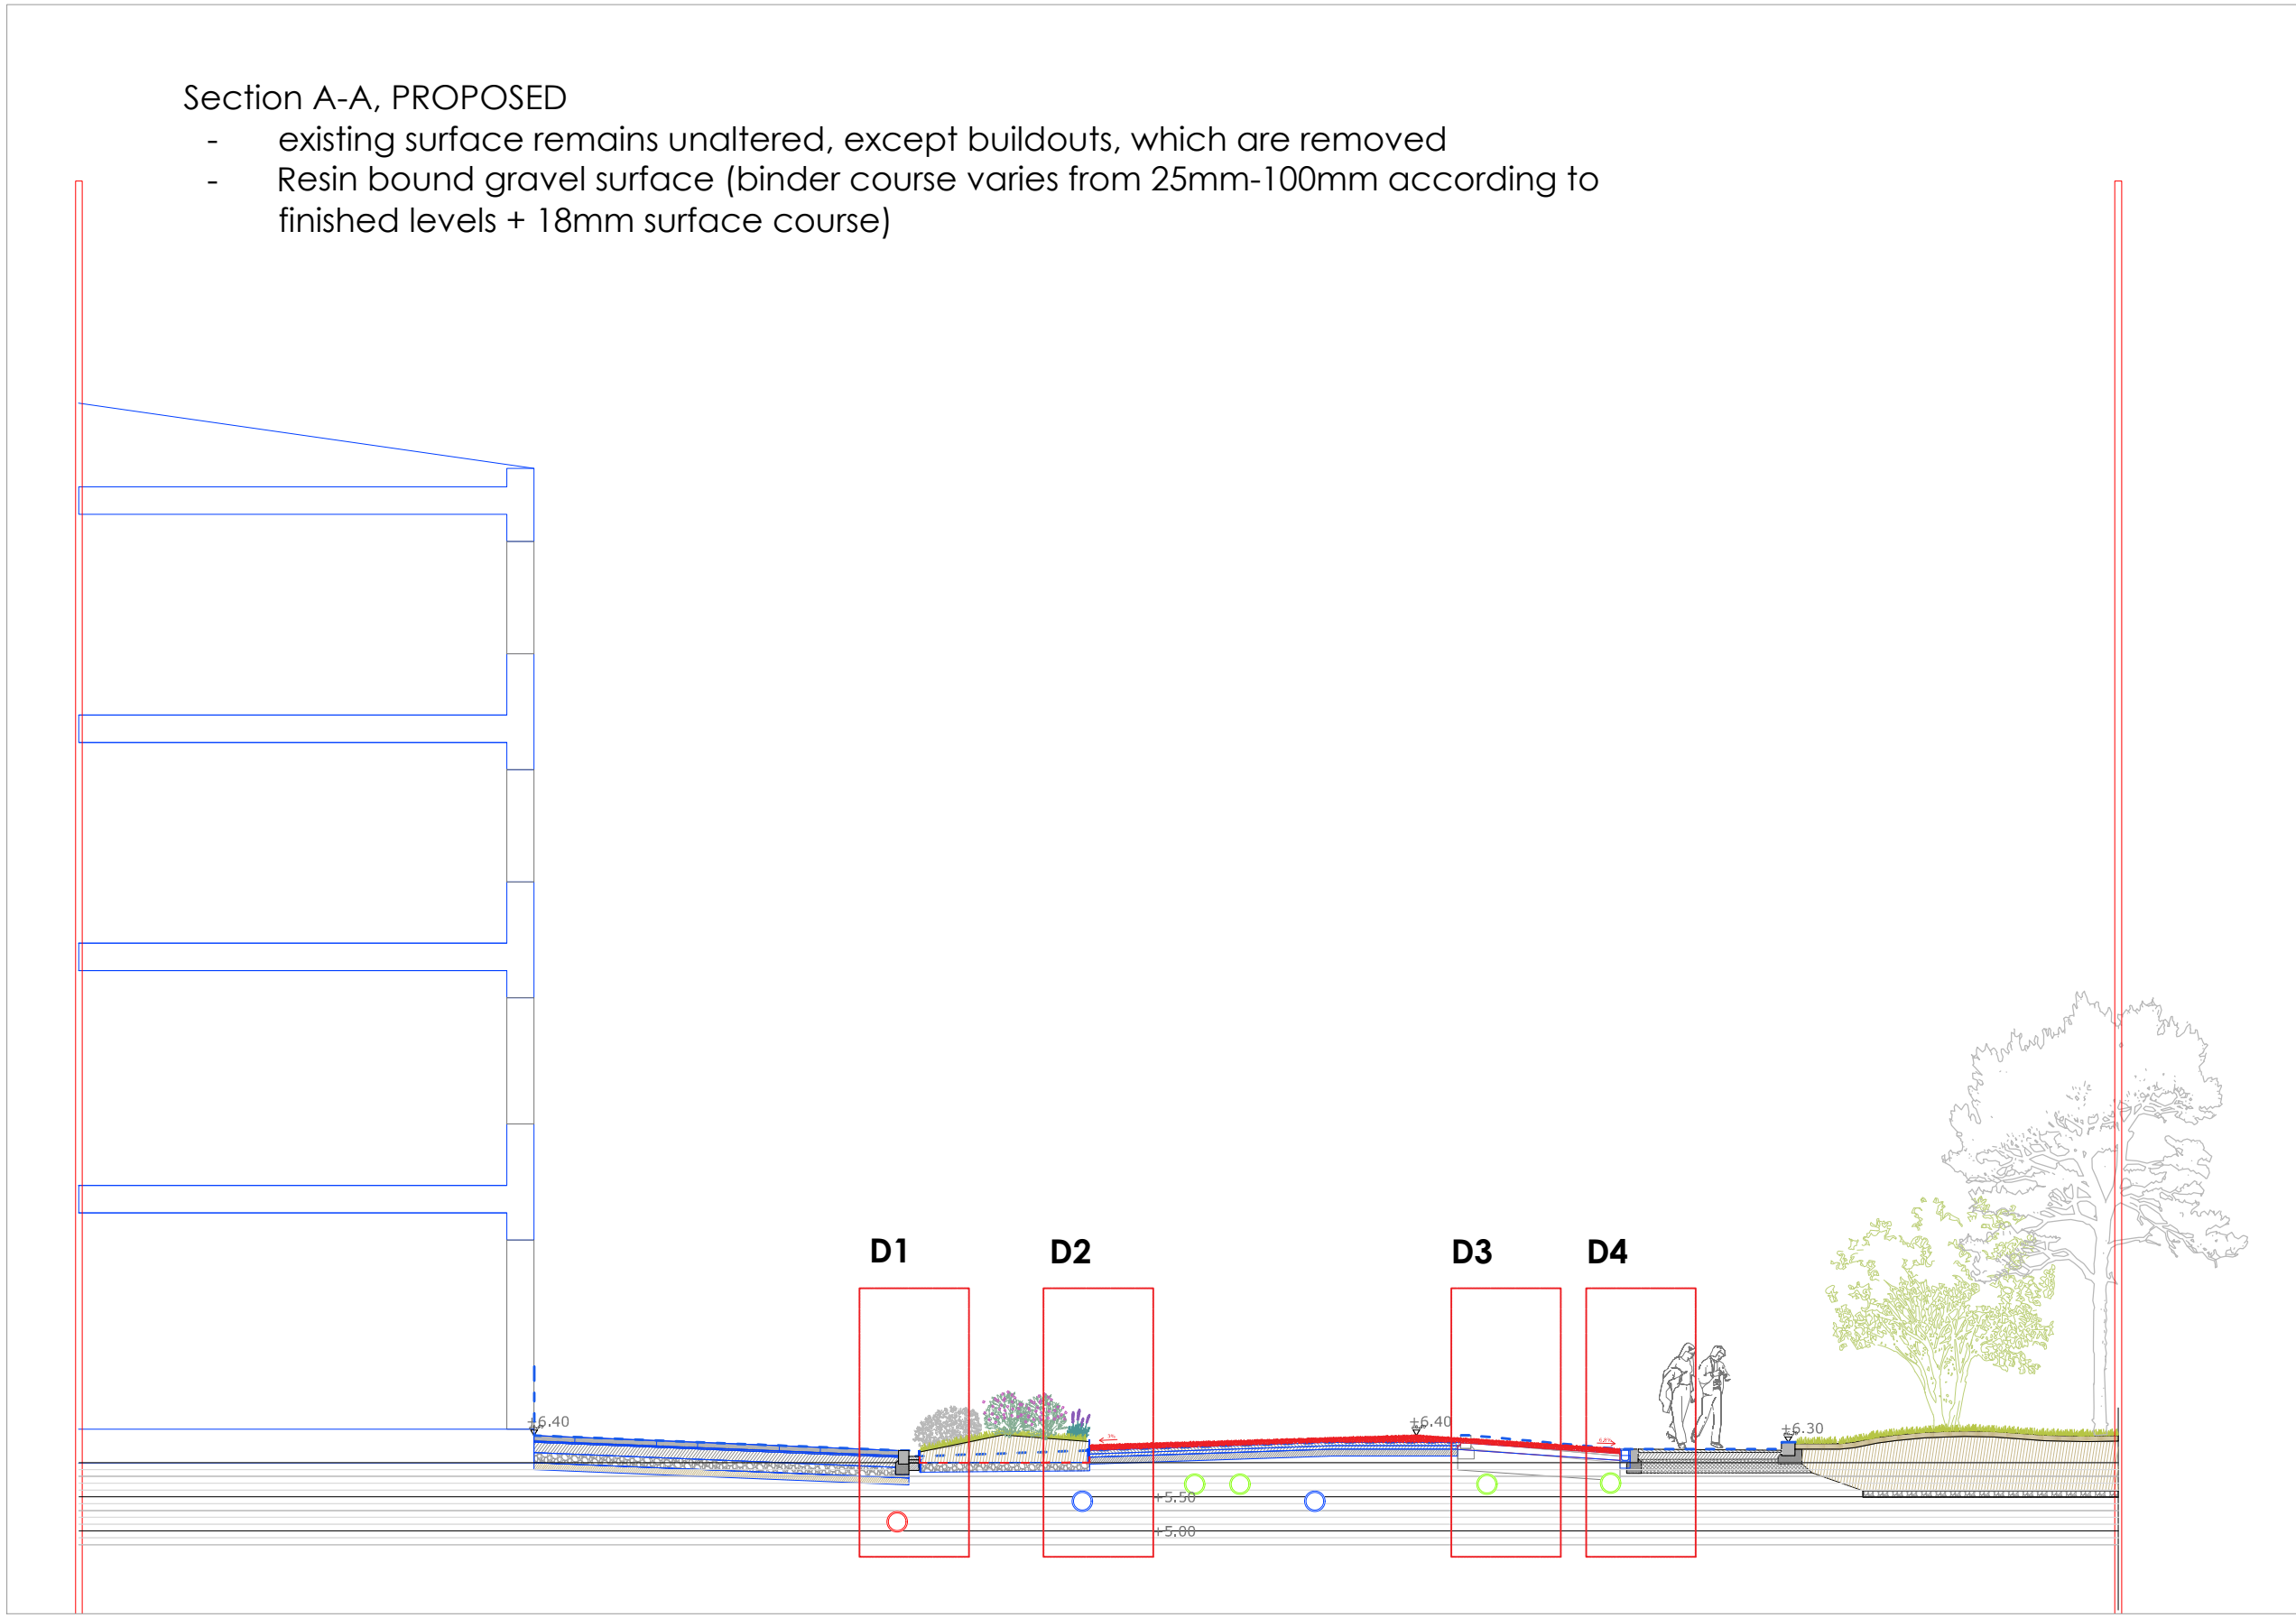 Section A-A, PROPOSED
- existing surface remains unaltered, except buildouts, which are removed
- Resin bound gravel surface (binder course varies from 25mm-100mm according to
finished levels + 18mm surface course)
D1
D2
D3
D4
+6.40
+6.40
+6.30
+5.50
+5.00